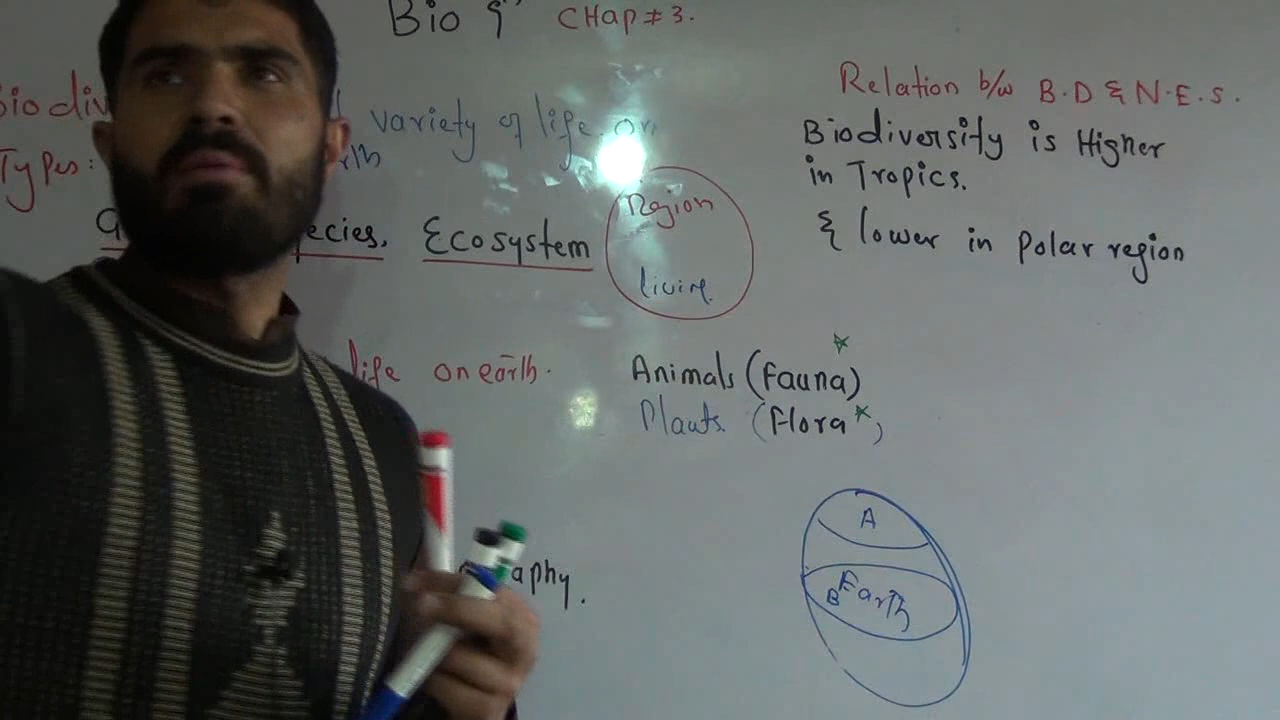 Bio 9th CHap # 3.
Biodiv
variety of life on
Types: rth
G ecies, Ecosystem
Region
living
life on earth.
Relation b/w B.D & N.E.S.
Biodiversity is Higher
in Tropics.
& lower in polar region
Animals (Fauna)
Plants (flora)
aphy.
A
B Earth